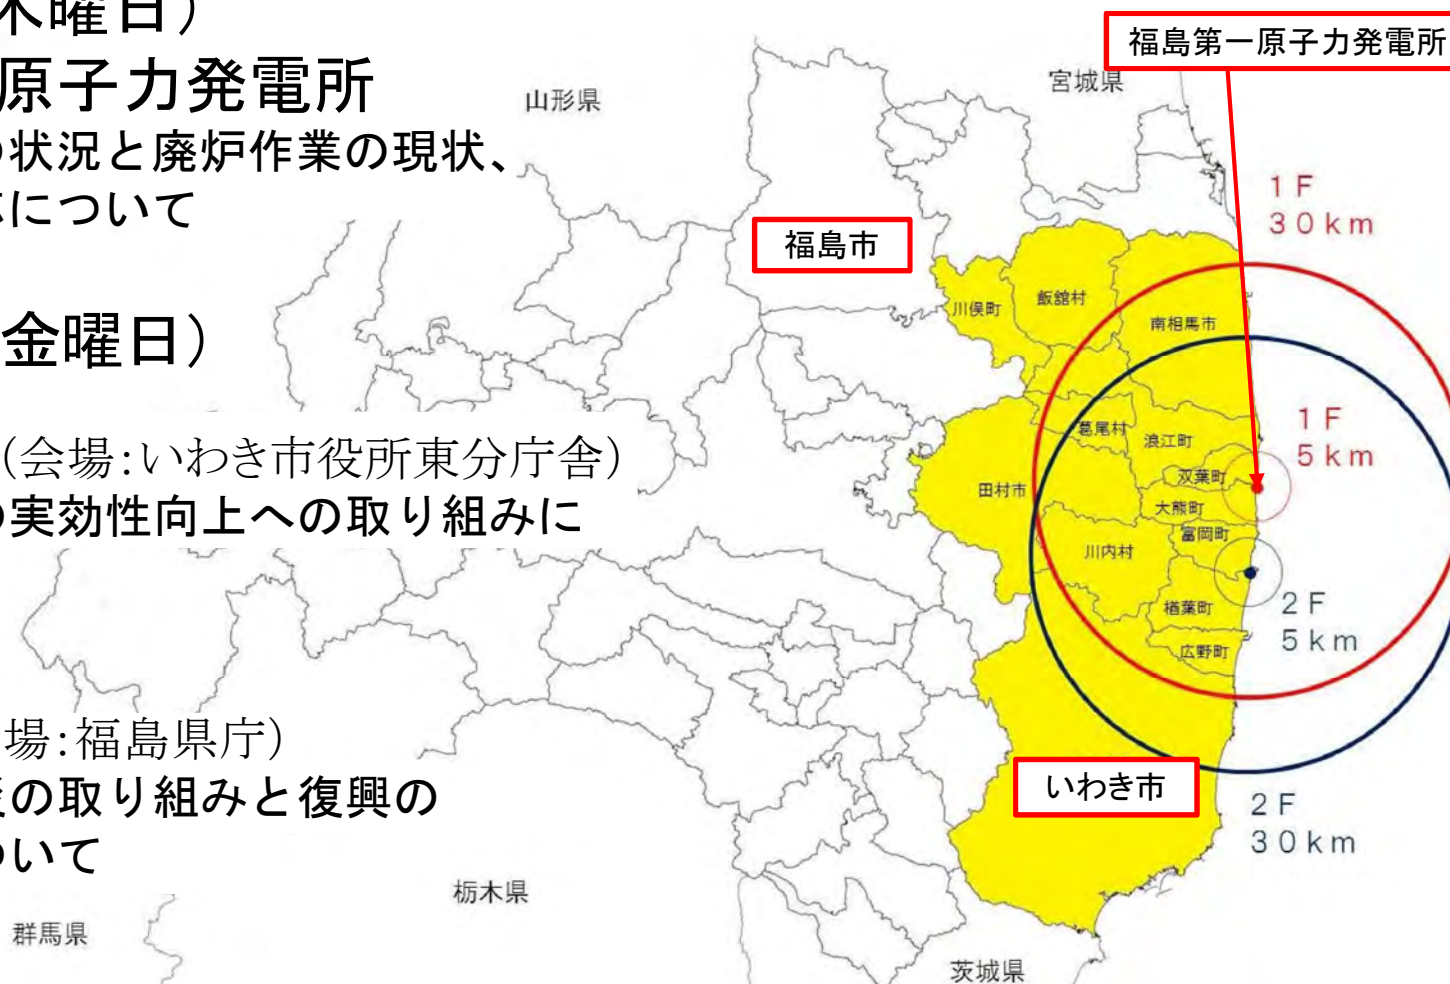 木曜日）
原子力発電所
の状況と廃炉作業の現状、
について
金曜日）
（会場：いわき市役所東分庁舎）
の実効性向上への取り組みに
場：福島県庁）
の取り組みと復興の
ついて
福島第一原子力発電所
宮城県
山形県
1F
30km
福島市
川俣町
飯舘村
南相馬市
1F
5km
葛尾村
浪江町
双葉町
田村市
大熊町
富岡町
川内村
2F
5km
楢葉町
広野町
いわき市
2F
30km
栃木県
群馬県
茨城県